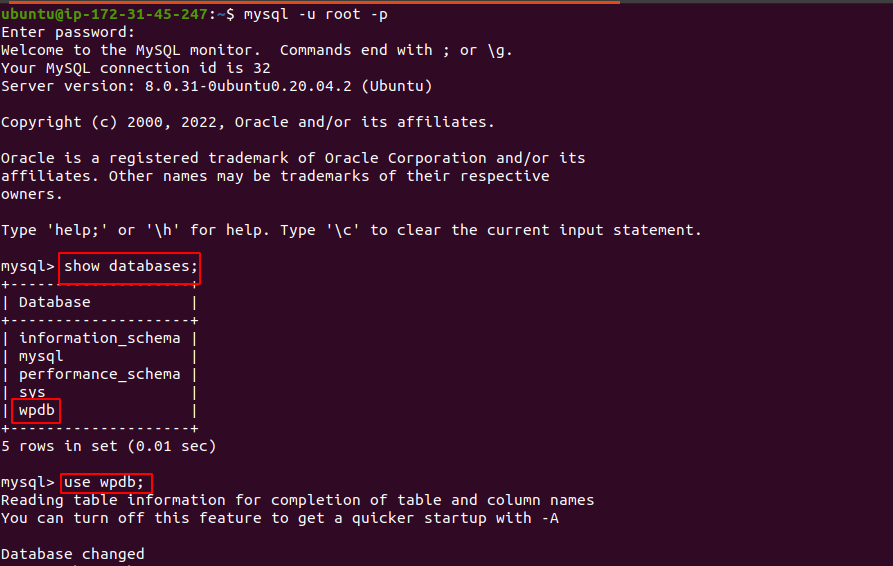 ubuntu@ip-172-31-45-247:~$ mysql -u root -p
Enter password:
Welcome to the MySQL monitor.  Commands end with ; or \g.
Your MySQL connection id is 32
Server version: 8.0.31-0ubuntu0.20.04.2 (Ubuntu)

Copyright (c) 2000, 2022, Oracle and/or its affiliates.

Oracle is a registered trademark of Oracle Corporation and/or its
affiliates. Other names may be trademarks of their respective
owners.

Type 'help;' or '\h' for help. Type '\c' to clear the current input statement.

mysql> show databases;
+--------------------+
| Database           |
+--------------------+
| information_schema |
| mysql              |
| performance_schema |
| sys                |
| wpdb               |
+--------------------+
5 rows in set (0.01 sec)

mysql> use wpdb;
Reading table information for completion of table and column names
You can turn off this feature to get a quicker startup with -A

Database changed